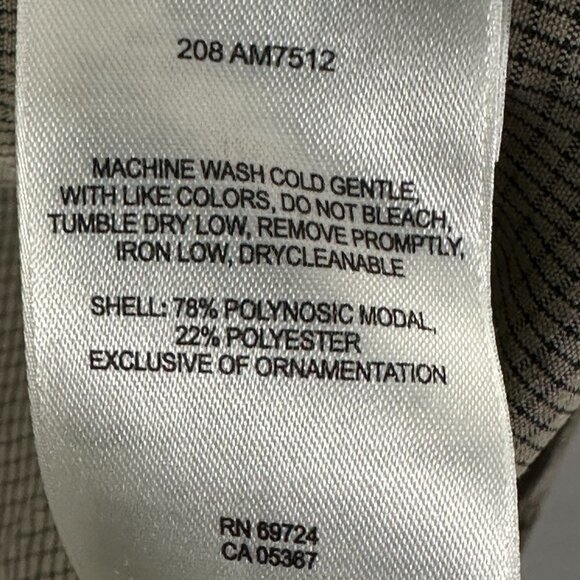 208 AM7512
MACHINE WASH COLD GENTLE,
WITH LIKE COLORS, DO NOT BLEACH,
TUMBLE DRY LOW, REMOVE PROMPTLY,
IRON LOW, DRYCLEANABLE
SHELL: 78% POLYNOSIC MODAL,
22% POLYESTER
EXCLUSIVE OF ORNAMENTATION
RN 69724
CA 05367